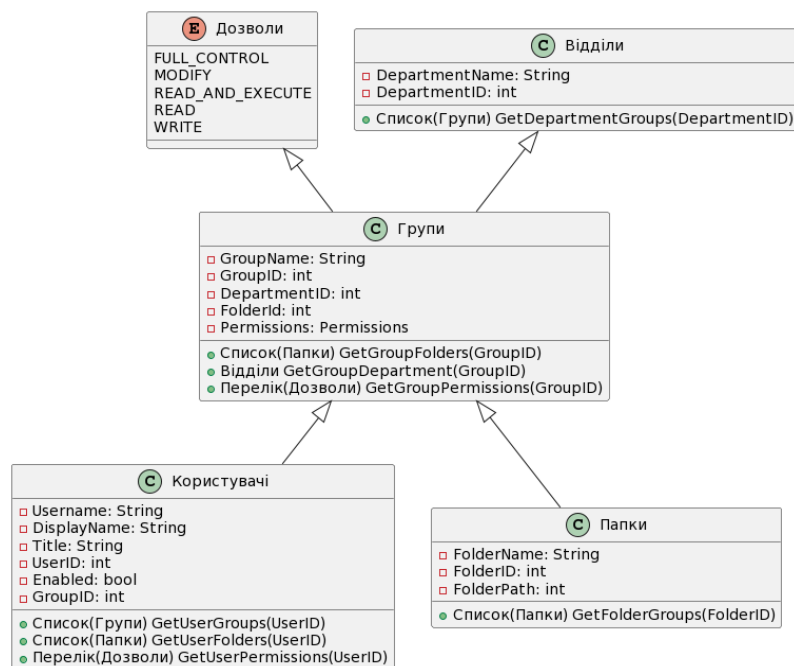 E Дозволи
FULL_CONTROL
MODIFY
READ_AND_EXECUTE
READ
WRITE
C Відділи
DepartmentName: String
DepartmentID: int
Список(Групи) GetDepartmentGroups(DepartmentID)
C Групи
GroupName: String
GroupID: int
DepartmentID: int
FolderId: int
Permissions: Permissions
Список(Папки) GetGroupFolders(GroupID)
Відділи GetGroupDepartment(GroupID)
Перелік(Дозволи) GetGroupPermissions(GroupID)
C Користувачі
Username: String
DisplayName: String
Title: String
UserID: int
Enabled: bool
GroupID: int
Список(Групи) GetUserGroups(UserID)
Список(Папки) GetUserFolders(UserID)
Перелік(Дозволи) GetUserPermissions(UserID)
C Папки
FolderName: String
FolderID: int
FolderPath: int
Список(Папки) GetFolderGroups(FolderID)